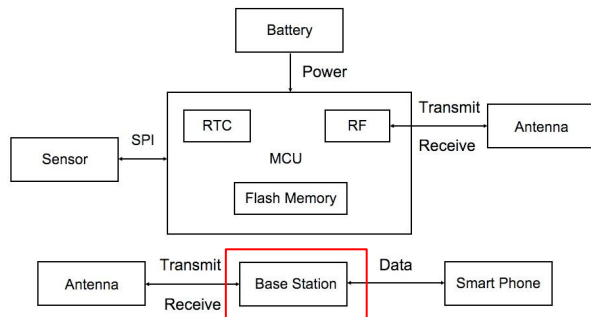 Battery
Power
RTC
RF
Transmit
Antenna
SPI
Sensor
MCU
Receive
Flash Memory
Transmit
Data
Antenna
Base Station
Smart Phone
Receive